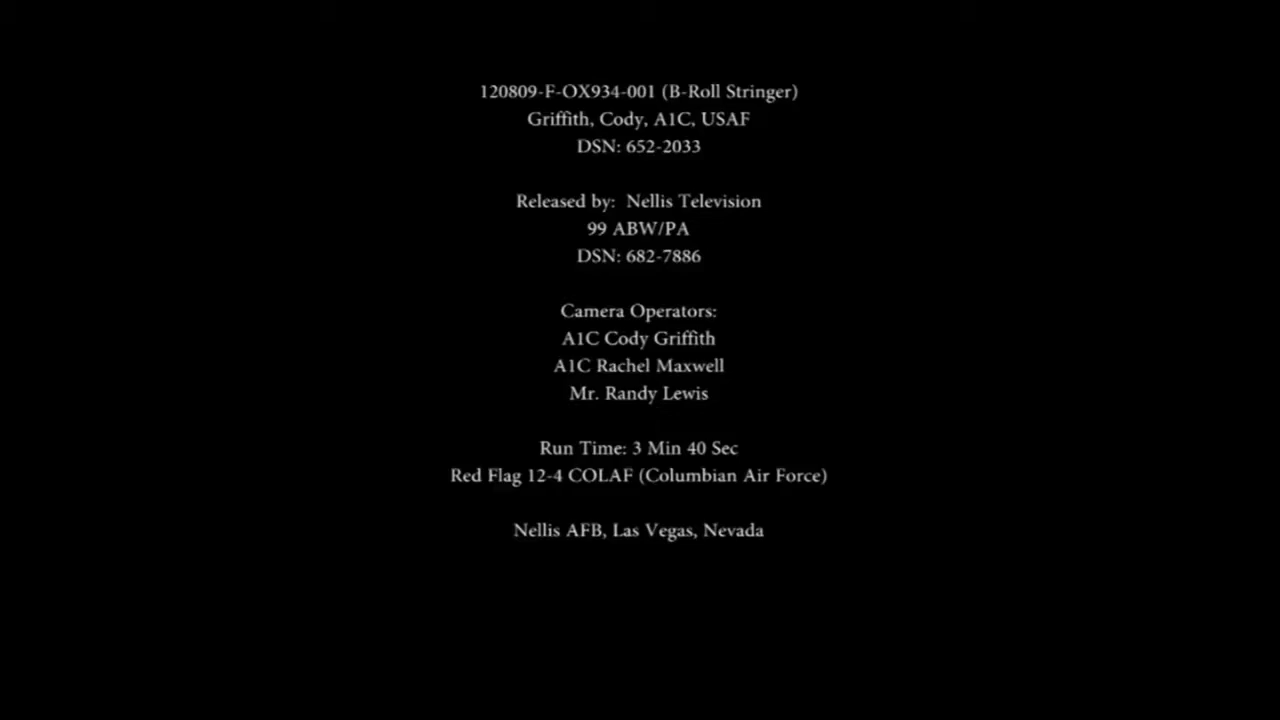 120809-F-OX934-001 (B-Roll Stringer)
Griffith, Cody, A1C, USAF
DSN: 652-2033
Released by: Nellis Television
99 ABW/PA
DSN: 682-7886
Camera Operators:
A1C Cody Griffith
A1C Rachel Maxwell
Mr. Randy Lewis
Run Time: 3 Min 40 Sec
Red Flag 12-4 COLAF (Columbian Air Force)
Nellis AFB, Las Vegas, Nevada